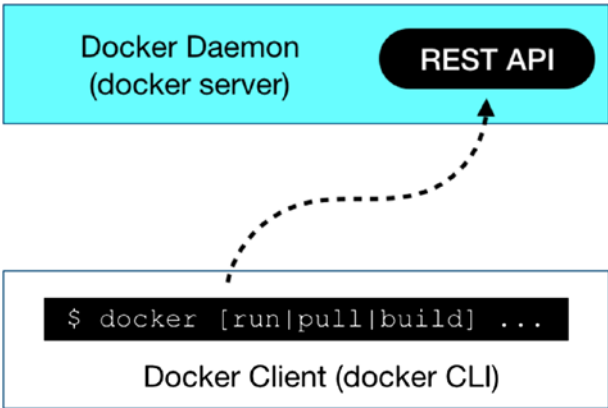 Docker Daemon
(docker server)
REST API
$ docker [run|pull|build] ...
Docker Client (docker CLI)